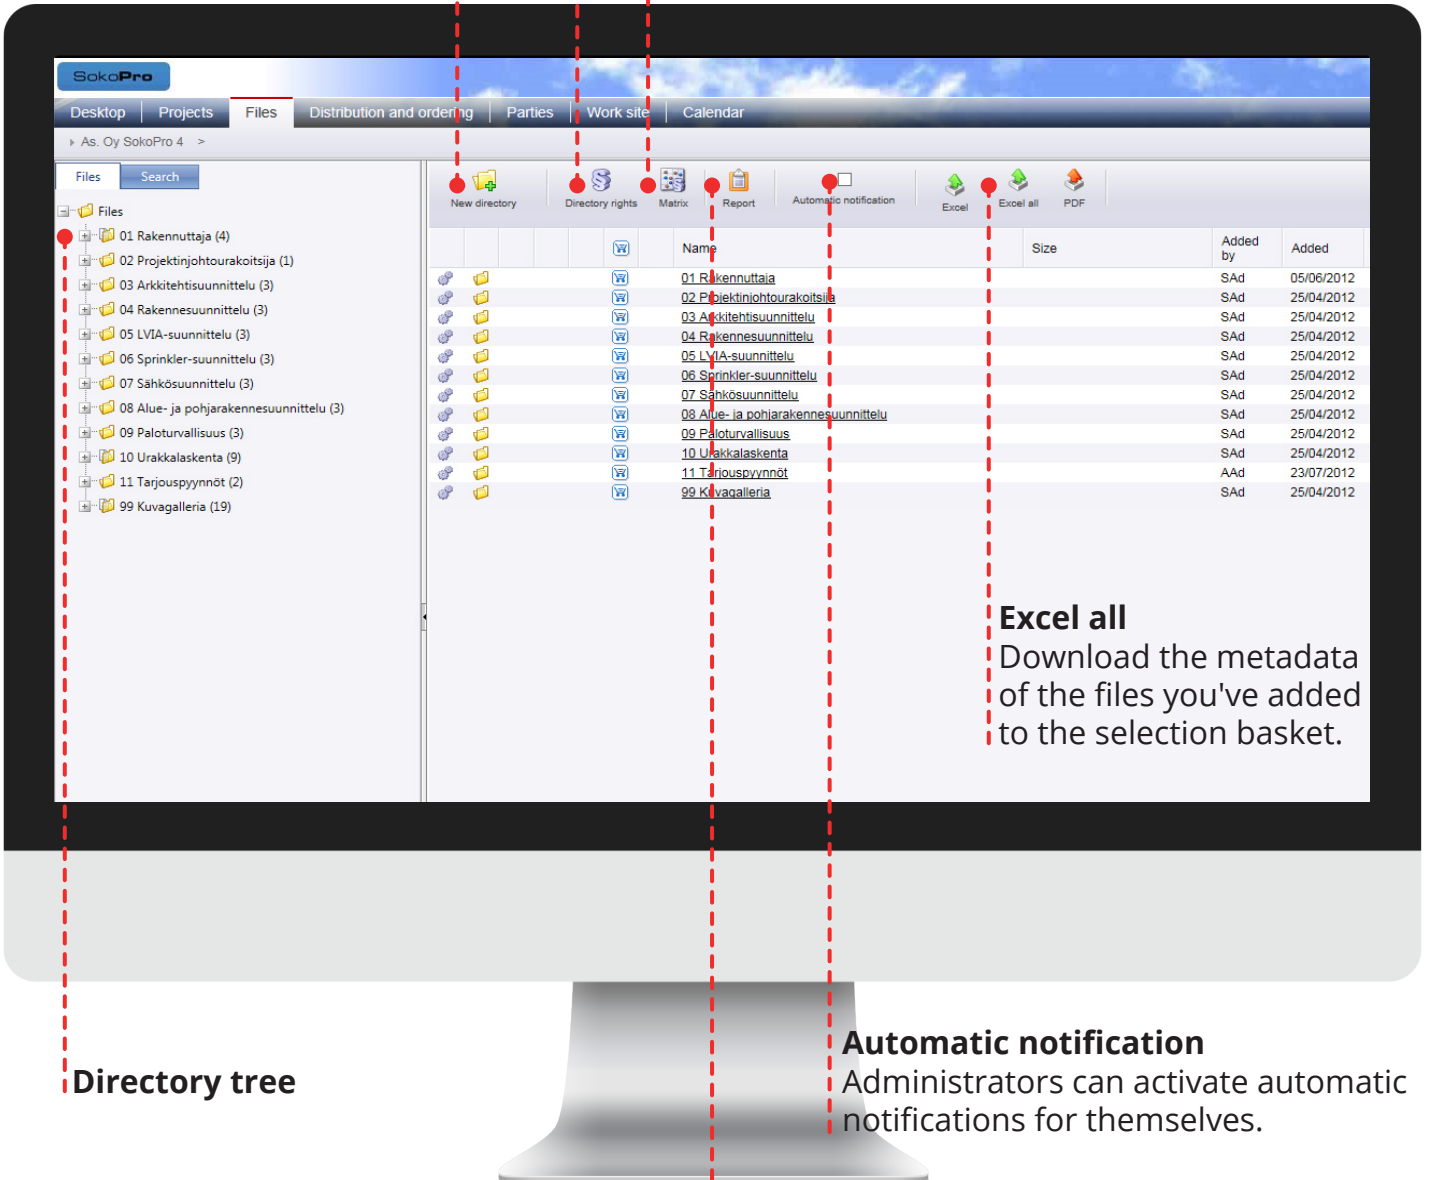 SokoPro
Desktop Projects Files Distribution and ordering Parties Work site Calendar
As. Oy SokoPro 4 >
Files Search
New directory Directory rights Matrix Report Automatic notification Excel Excel all PDF
Files
01 Rakennuttaja (4)
02 Projektinjohtourakoitsija (1)
03 Arkkitehtisuunnittelu (3)
04 Rakennesuunnittelu (3)
05 LVIA-suunnittelu (3)
06 Sprinkler-suunnittelu (3)
07 Sähkösuunnittelu (3)
08 Alue- ja pohjarakennesuunnittelu (3)
09 Paloturvallisuus (3)
10 Urakkalaskenta (9)
11 Tarjouspyynnöt (2)
99 Kuvagalleria (19)
Name Size Added by Added
01 Rakennuttaja SAd 05/06/2012
02 Projektinjohtourakoitsija SAd 25/04/2012
03 Arkkitehtisuunnittelu SAd 25/04/2012
04 Rakennesuunnittelu SAd 25/04/2012
05 LVIA-suunnittelu SAd 25/04/2012
06 Sprinkler-suunnittelu SAd 25/04/2012
07 Sähkösuunnittelu SAd 25/04/2012
08 Alue- ja pohjarakennesuunnittelu SAd 25/04/2012
09 Paloturvallisuus SAd 25/04/2012
10 Urakkalaskenta SAd 25/04/2012
11 Tarjouspyynnöt AAd 23/07/2012
99 Kuvagalleria SAd 25/04/2012
Excel all
Download the metadata
of the files you've added
to the selection basket.
Directory tree
Automatic notification
Administrators can activate automatic
notifications for themselves.